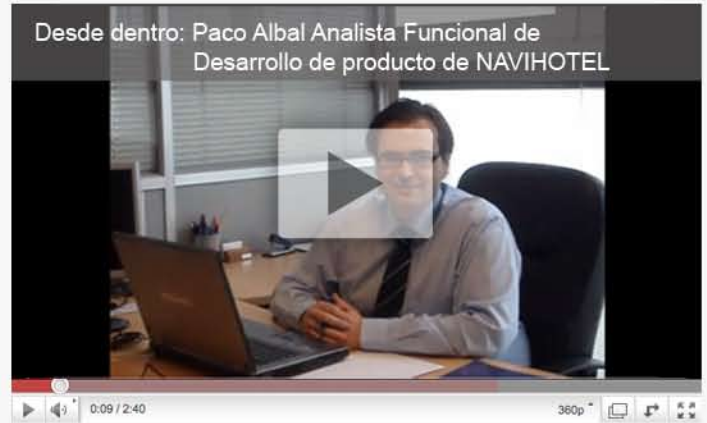 Desde dentro: Paco Albal Analista Funcional de
Desarrollo de producto de NAVIHOTEL
0:09 / 2:40
360p